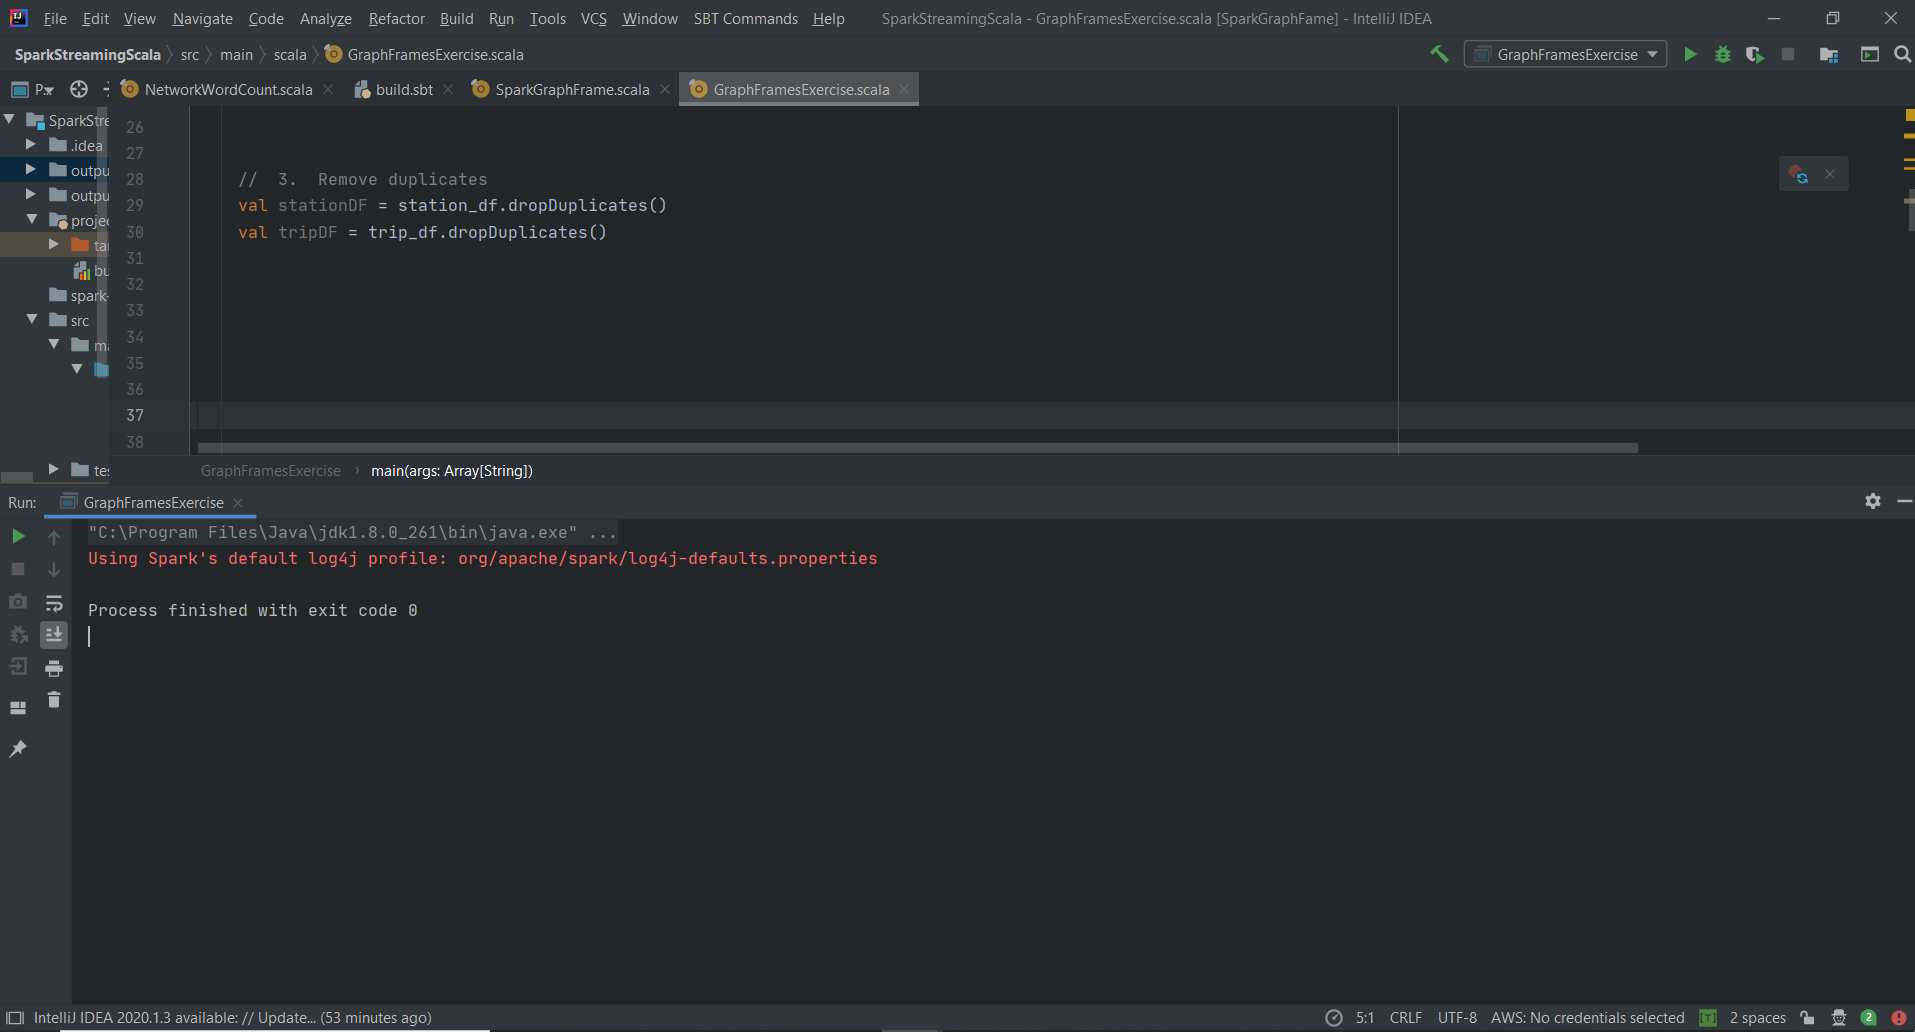 File Edit View Navigate Code Analyze Refactor Build Run Tools VCS Window SBT Commands Help SparkStreamingScala - GraphFramesExercise.scala [SparkGraphFame] - IntelliJ IDEA
SparkStreamingScala src main scala GraphFramesExercise.scala GraphFramesExercise
P.. NetworkWordCount.scala build.sbt SparkGraphFrame.scala GraphFramesExercise.scala
SparkStre
.idea
outpu
outpu
projec
ta
bu
spark-
src
ma
tes
26
27
28 // 3. Remove duplicates
29 val stationDF = station_df.dropDuplicates()
30 val tripDF = trip_df.dropDuplicates()
31
32
33
34
35
36
37
38
GraphFramesExercise › main(args: Array[String])
Run: GraphFramesExercise
"C:\Program Files\Java\jdk1.8.0_261\bin\java.exe" ...
Using Spark's default log4j profile: org/apache/spark/log4j-defaults.properties
Process finished with exit code 0
IntelliJ IDEA 2020.1.3 available: // Update... (53 minutes ago) 5:1 CRLF UTF-8 AWS: No credentials selected [T] 2 spaces 2